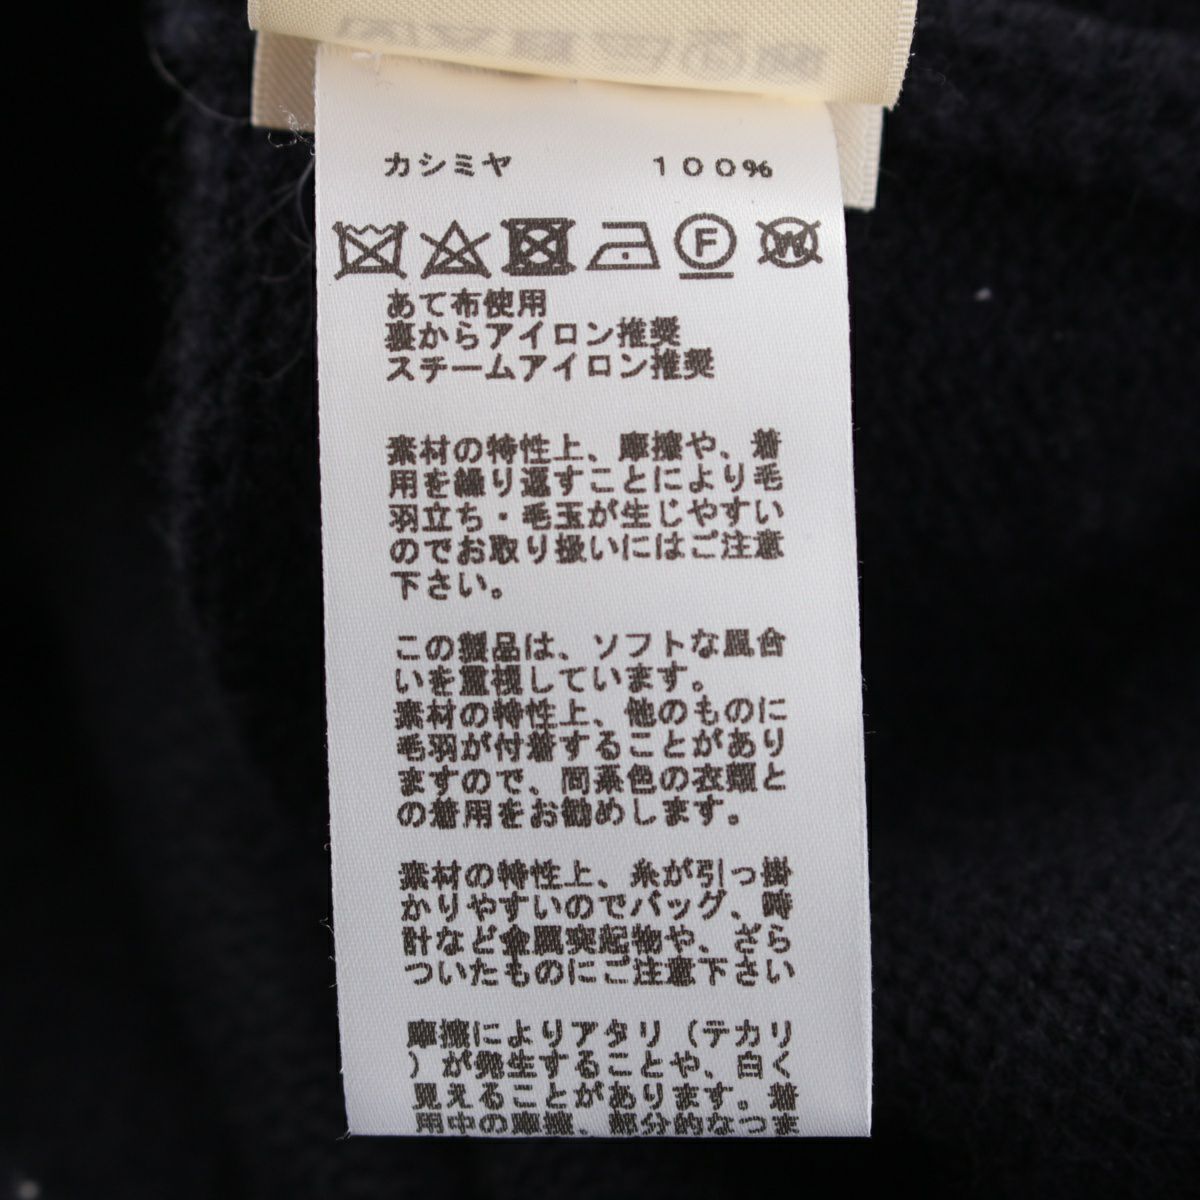 カシミヤ 100%
F W
あて布使用
裏からアイロン推奨
スチームアイロン推奨
素材の特性上、摩擦や、着
用を繰り返すことにより毛
羽立ち・毛玉が生じやすい
のでお取り扱いにはご注意
下さい。
この製品は、ソフトな風合
いを重視しています。
素材の特性上、他のものに
毛羽が付着することがあり
ますので、同系色の衣類と
の着用をお勧めします。
素材の特性上、糸が引っ掛
かりやすいのでバッグ、時
計など金属突起物や、ざら
ついたものにご注意下さい
摩擦によりアタリ（テカリ
）が発生することや、白く
見えることがあります。着
用中の摩擦、部分的なつま